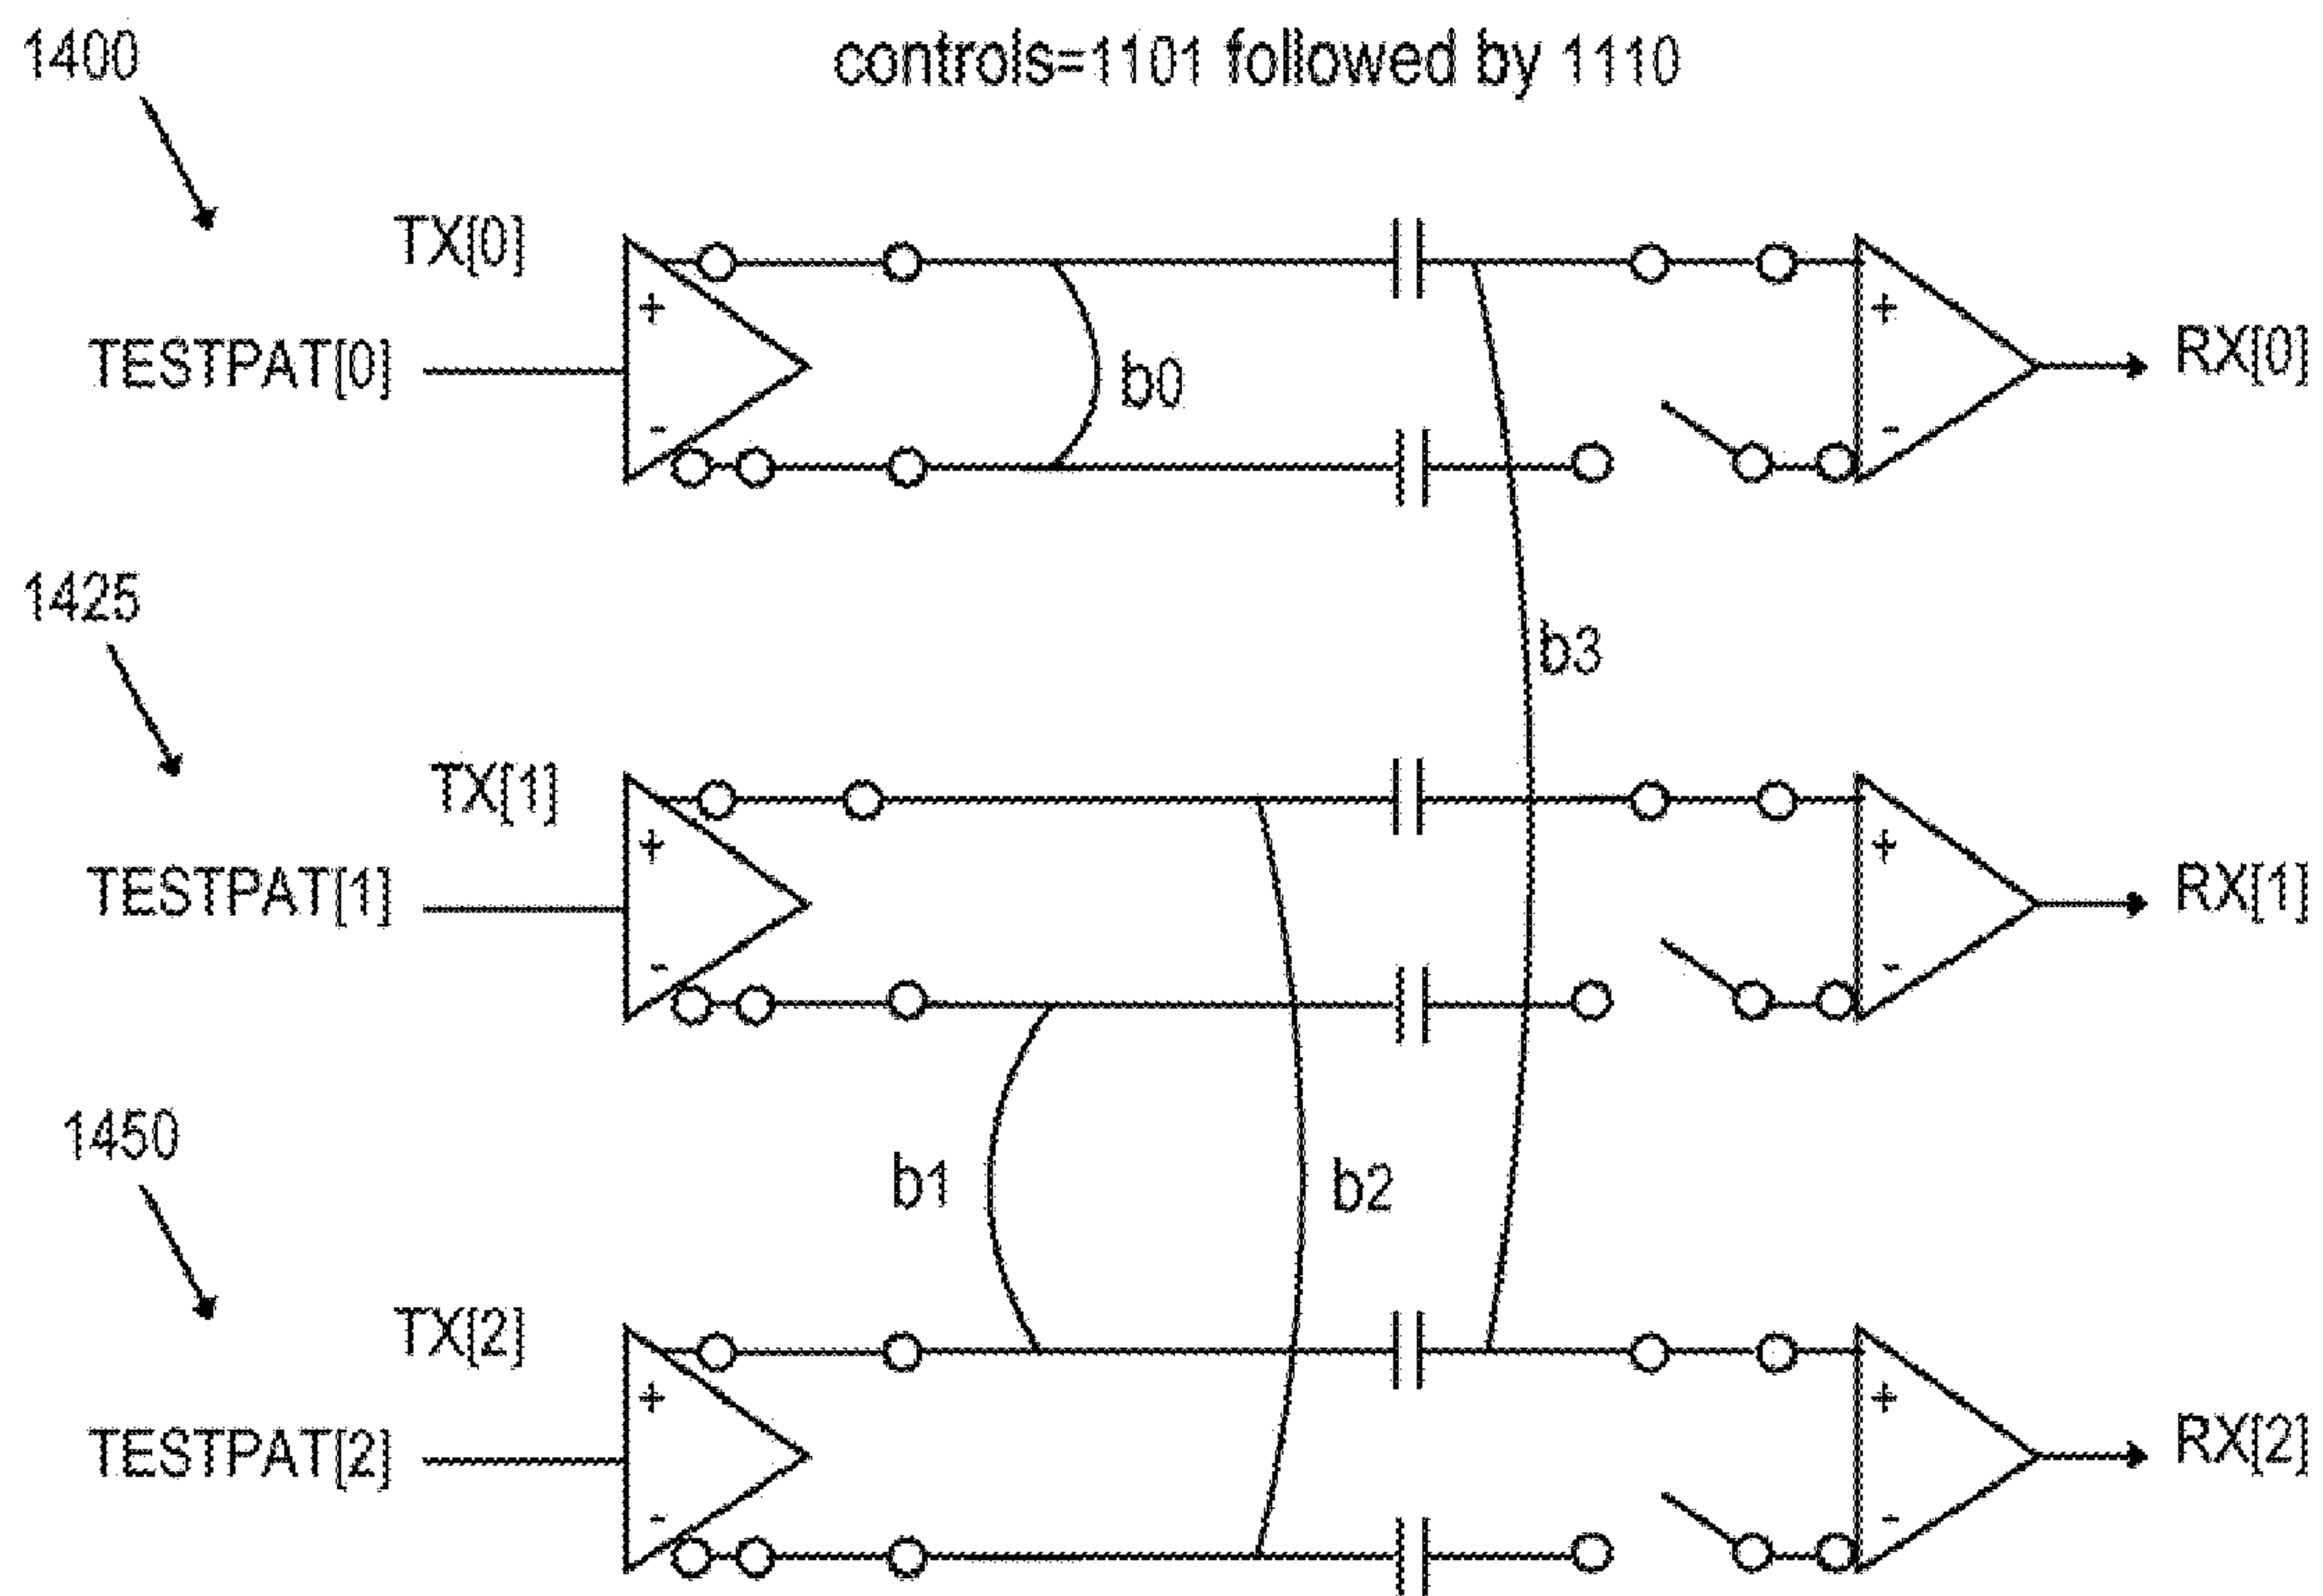 1400
controls=1101 followed by 1110
TX[0]
+
+
TESTPAT[0]
RX[0]
b0
-
-
1425
b3
TX[1]
+
+
TESTPAT[1]
RX[1]
-
-
1450
b1
b2
TX[2]
+
+
TESTPAT[2]
RX[2]
-
-